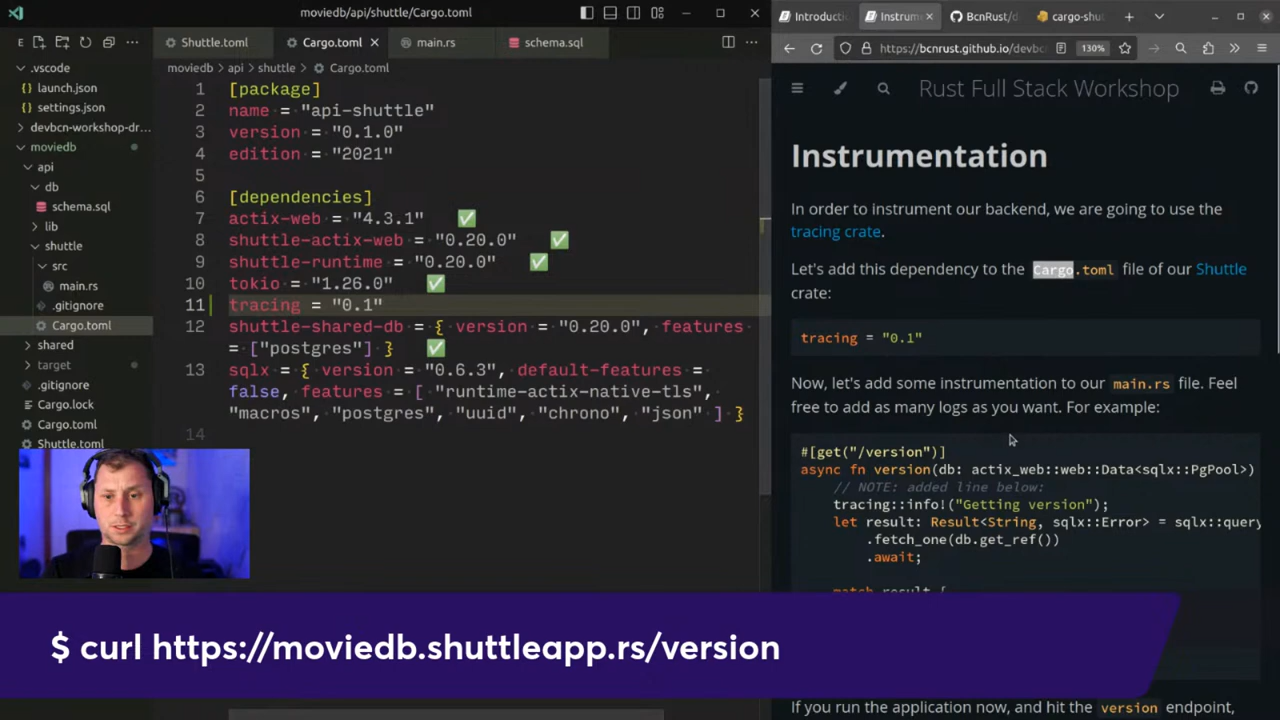 moviedb/api/shuttle/Cargo.toml
Shuttle.toml
Cargo.toml
main.rs
schema.sql
moviedb > api > shuttle > Cargo.toml
E
.vscode
launch.json
settings.json
devbcn-workshop-dr...
moviedb
api
db
schema.sql
lib
shuttle
src
main.rs
.gitignore
Cargo.toml
shared
target
.gitignore
Cargo.lock
Cargo.toml
Shuttle.toml
1 [package]
2 name = "api-shuttle"
3 version = "0.1.0"
4 edition = "2021"
5
6 [dependencies]
7 actix-web = "4.3.1" ✅
8 shuttle-actix-web = "0.20.0" ✅
9 shuttle-runtime = "0.20.0" ✅
10 tokio = "1.26.0" ✅
11 tracing = "0.1"
12 shuttle-shared-db = { version = "0.20.0", features
= ["postgres"] } ✅
13 sqlx = { version = "0.6.3", default-features =
false, features = [ "runtime-actix-native-tls",
"macros", "postgres", "uuid", "chrono", "json" ] }
14
Introducti
Instrum
BcnRust/d
cargo-shu
https://bcnrust.github.io/devbc
130%
Rust Full Stack Workshop
Instrumentation
In order to instrument our backend, we are going to use the
tracing crate.
Let's add this dependency to the Cargo.toml file of our Shuttle
crate:
tracing = "0.1"
Now, let's add some instrumentation to our main.rs file. Feel
free to add as many logs as you want. For example:
#[get("/version")]
async fn version(db: actix_web::web::Data<sqlx::PgPool>)
// NOTE: added line below:
tracing::info!("Getting version");
let result: Result<String, sqlx::Error> = sqlx::query
.fetch_one(db.get_ref())
.await;
match result {
If you run the application now, and hit the version endpoint,
$ curl https://moviedb.shuttleapp.rs/version